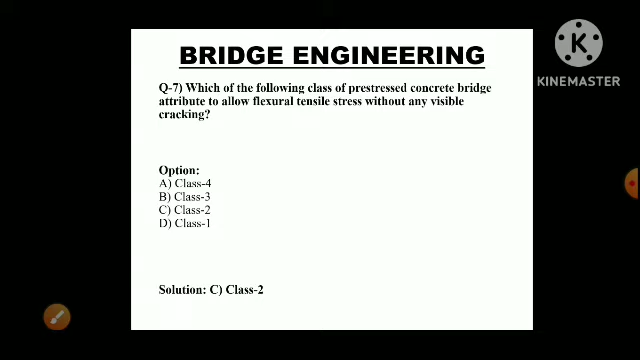 BRIDGE ENGINEERING
Q-7) Which of the following class of prestressed concrete bridge
attribute to allow flexural tensile stress without any visible
cracking?
Option:
A) Class-4
B) Class-3
C) Class-2
D) Class-1
Solution: C) Class-2
K
KINEMASTER